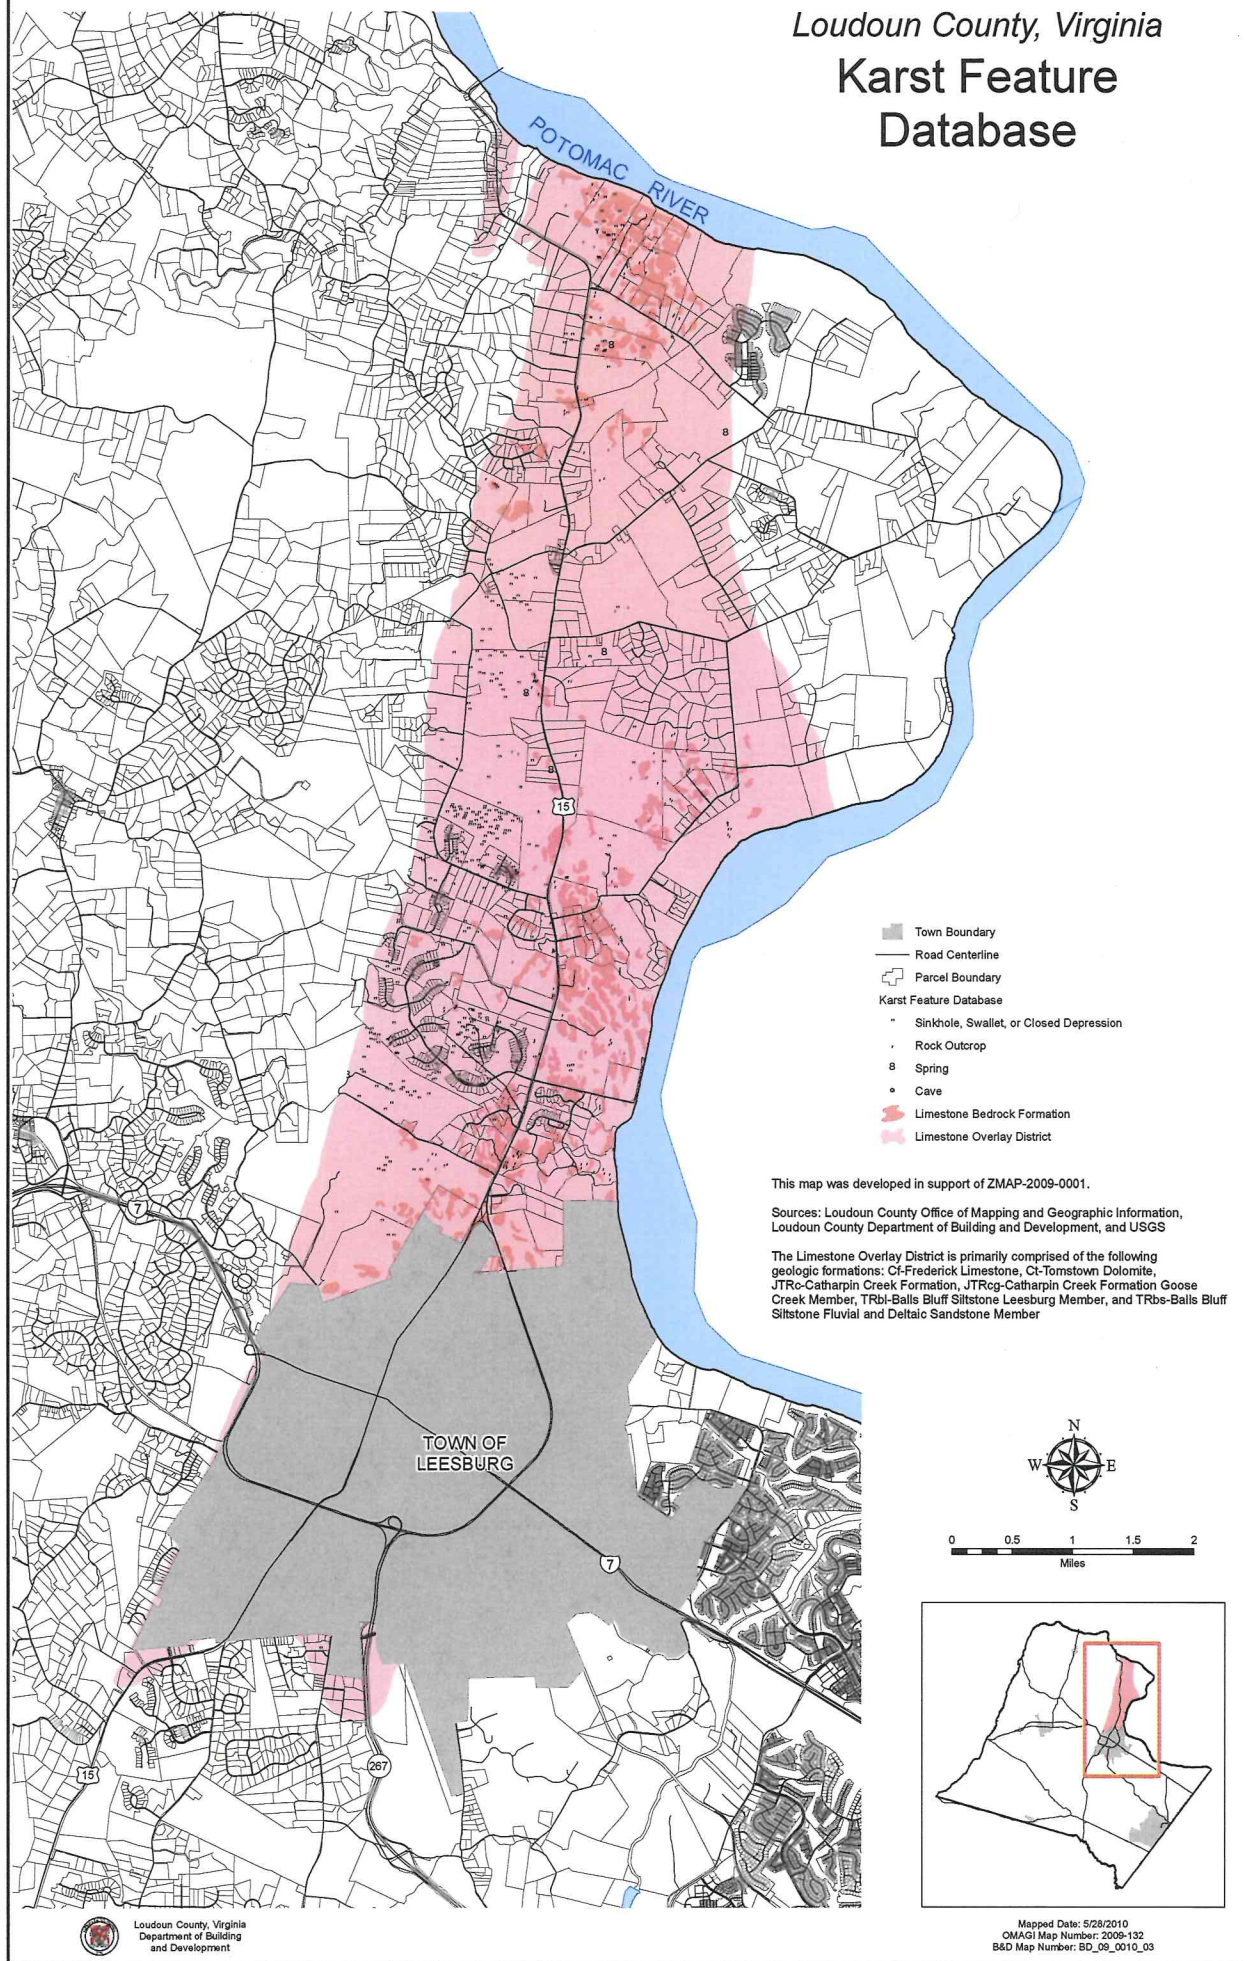 Loudoun County, Virginia
Karst Feature
Database
POTOMAC RIVER
8
8
8
8
8
15
Town Boundary
Road Centerline
Parcel Boundary
Karst Feature Database
" Sinkhole, Swallet, or Closed Depression
, Rock Outcrop
8 Spring
Cave
Limestone Bedrock Formation
Limestone Overlay District
This map was developed in support of ZMAP-2009-0001.
Sources: Loudoun County Office of Mapping and Geographic Information,
Loudoun County Department of Building and Development, and USGS
The Limestone Overlay District is primarily comprised of the following
geologic formations: Cf-Frederick Limestone, Ct-Tomstown Dolomite,
JTRc-Catharpin Creek Formation, JTRcg-Catharpin Creek Formation Goose
Creek Member, TRbl-Balls Bluff Siltstone Leesburg Member, and TRbs-Balls Bluff
Siltstone Fluvial and Deltaic Sandstone Member
7
TOWN OF
LEESBURG
7
N
W E
S
0 0.5 1 1.5 2
Miles
15
267
Loudoun County, Virginia
Department of Building
and Development
Mapped Date: 5/28/2010
OMAGI Map Number: 2009-132
B&D Map Number: BD_09_0010_03